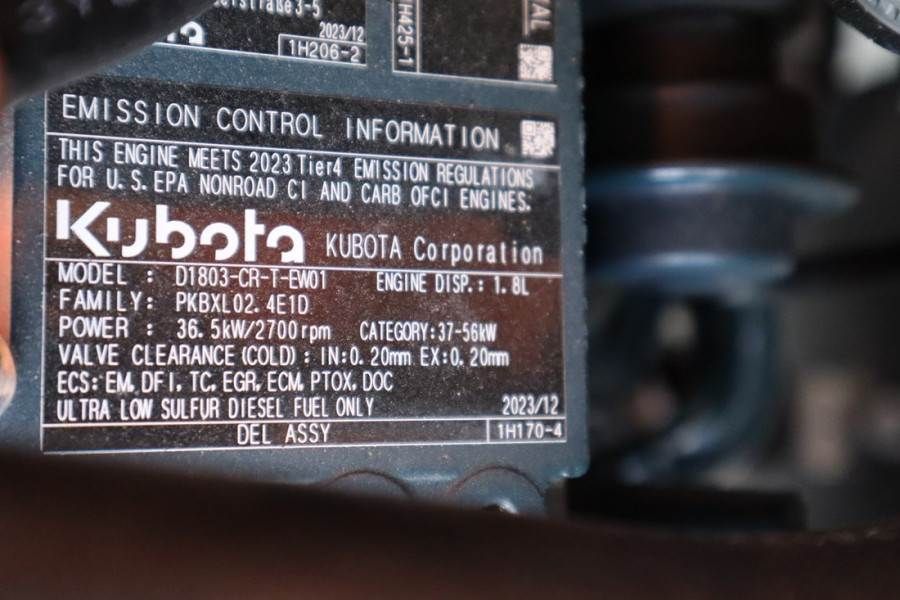 2023/12
1H206-2
H425-1
EMISSION CONTROL INFORMATION
THIS ENGINE MEETS 2023 Tier4 EMISSION REGULATIONS
FOR U.S.EPA NONROAD CI AND CARB OFCI ENGINES.
Kubota KUBOTA Corporation
MODEL : D1803-CR-T-EW01 ENGINE DISP.: 1.8L
FAMILY: PKBXL02.4E1D
POWER : 36.5kW/2700rpm CATEGORY:37-56kW
VALVE CLEARANCE(COLD): IN:0.20mm EX:0.20mm
ECS:EM,DFI,TC,EGR,ECM,PTOX,DOC
ULTRA LOW SULFUR DIESEL FUEL ONLY 2023/12
DEL ASSY 1H170-4